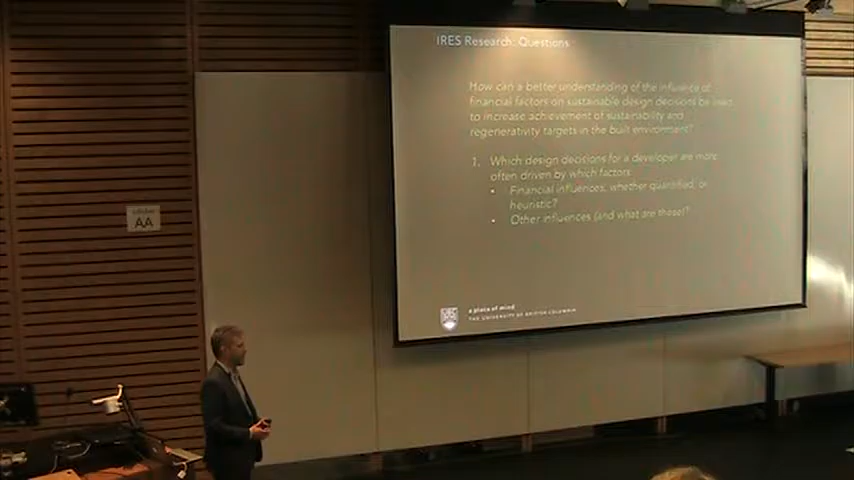 IRES Research: Questions
How can a better understanding of the influence of
financial factors on sustainable design decisions be used
to increase achievement of sustainability and
regenerativity targets in the built environment?
1. Which design decisions for a developer are more
often driven by which factors
• Financial influences, whether quantified, or
heuristic?
• Other influences (and what are those)?
a place of mind
THE UNIVERSITY OF BRITISH COLUMBIA
AA